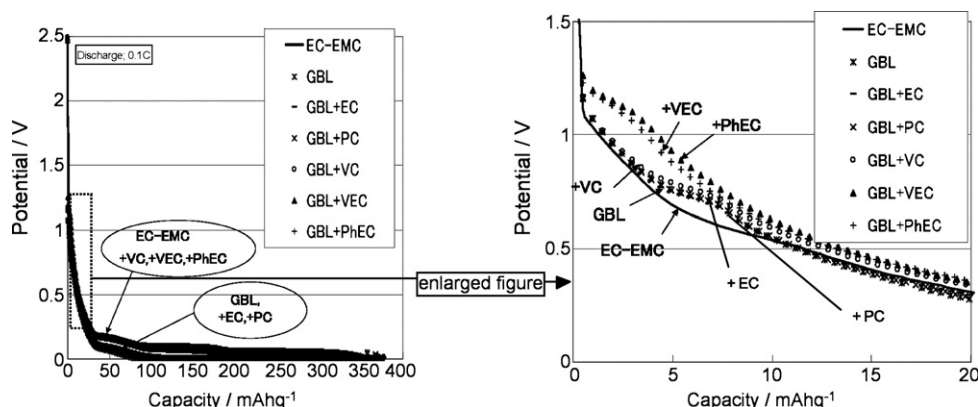 2.5
2
1.5
1
0.5
0
Potential / V
Discharge; 0.1C
EC-EMC
GBL
GBL+EC
GBL+PC
GBL+VC
GBL+VEC
GBL+PhEC
EC-EMC
+VC,+VEC,+PhEC
GBL,
+EC,+PC
0 50 100 150 200 250 300 350 400
Capacity / mAhg-1
enlarged figure
1.5
1
0.5
0
Potential / V
EC-EMC
GBL
GBL+EC
GBL+PC
GBL+VC
GBL+VEC
GBL+PhEC
+VEC
+PhEC
+VC
GBL
EC-EMC
+EC
+PC
0 5 10 15 20
Capacity / mAhg-1